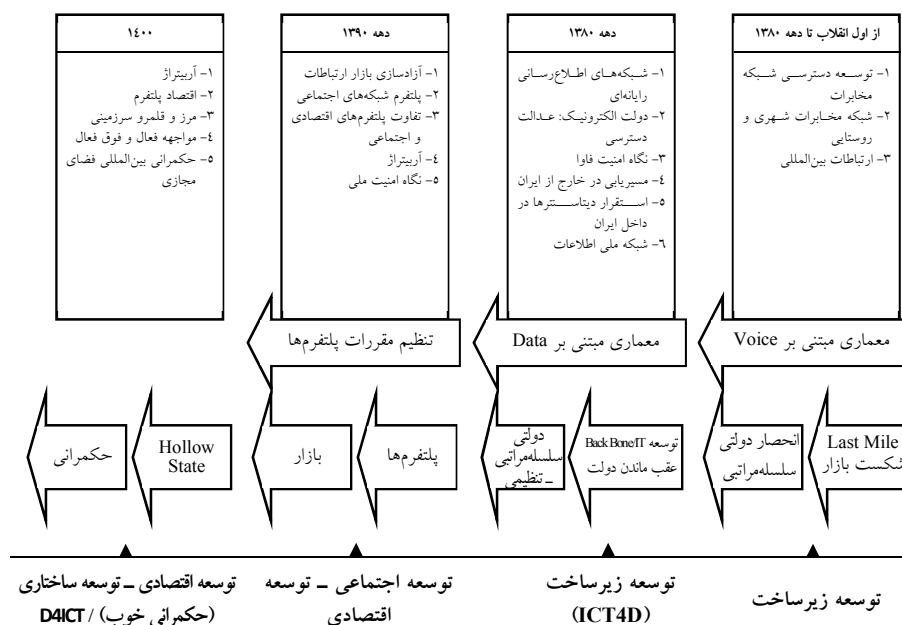 از اول انقلاب تا دهه ۱۳۸۰
۱- توسعه دسترسی شبکه
مخابرات
۲- شبکه مخابرات شهری و
روستایی
۳- ارتباطات بین‌المللی
دهه ۱۳۸۰
۱- شبکه‌های اطلاع‌رسانی
رایانه‌ای
۲- دولت الکترونیک: عدالت
دسترسی
۳- نگاه امنیت فاوا
۴- مسیریابی در خارج از ایران
۵- استقرار دیتاسنترها در
داخل ایران
۶- شبکه ملی اطلاعات
دهه ۱۳۹۰
۱- آزادسازی بازار ارتباطات
۲- پلتفرم شبکه‌های اجتماعی
۳- تفاوت پلتفرم‌های اقتصادی
و اجتماعی
۴- آربیتراژ
۵- نگاه امنیت ملی
۱٤۰۰
۱- آربیتراژ
۲- اقتصاد پلتفرم
۳- مرز و قلمرو سرزمینی
۴- مواجهه فعال و فوق فعال
۵- حکمرانی بین‌المللی فضای
مجازی
معماری مبتنی بر Voice
معماری مبتنی بر Data
تنظیم مقررات پلتفرم‌ها
Last Mile
شکست بازار
انحصار دولتی
سلسله‌مراتبی
توسعه Back Bone/IT
عقب ماندن دولت
دولتی
سلسله‌مراتبی
ـ تنظیمی
پلتفرم‌ها
بازار
Hollow
State
حکمرانی
توسعه زیرساخت
توسعه زیرساخت
(ICT4D)
توسعه اجتماعی ـ توسعه
اقتصادی
توسعه اقتصادی ـ توسعه ساختاری
(حکمرانی خوب) / D4ICT